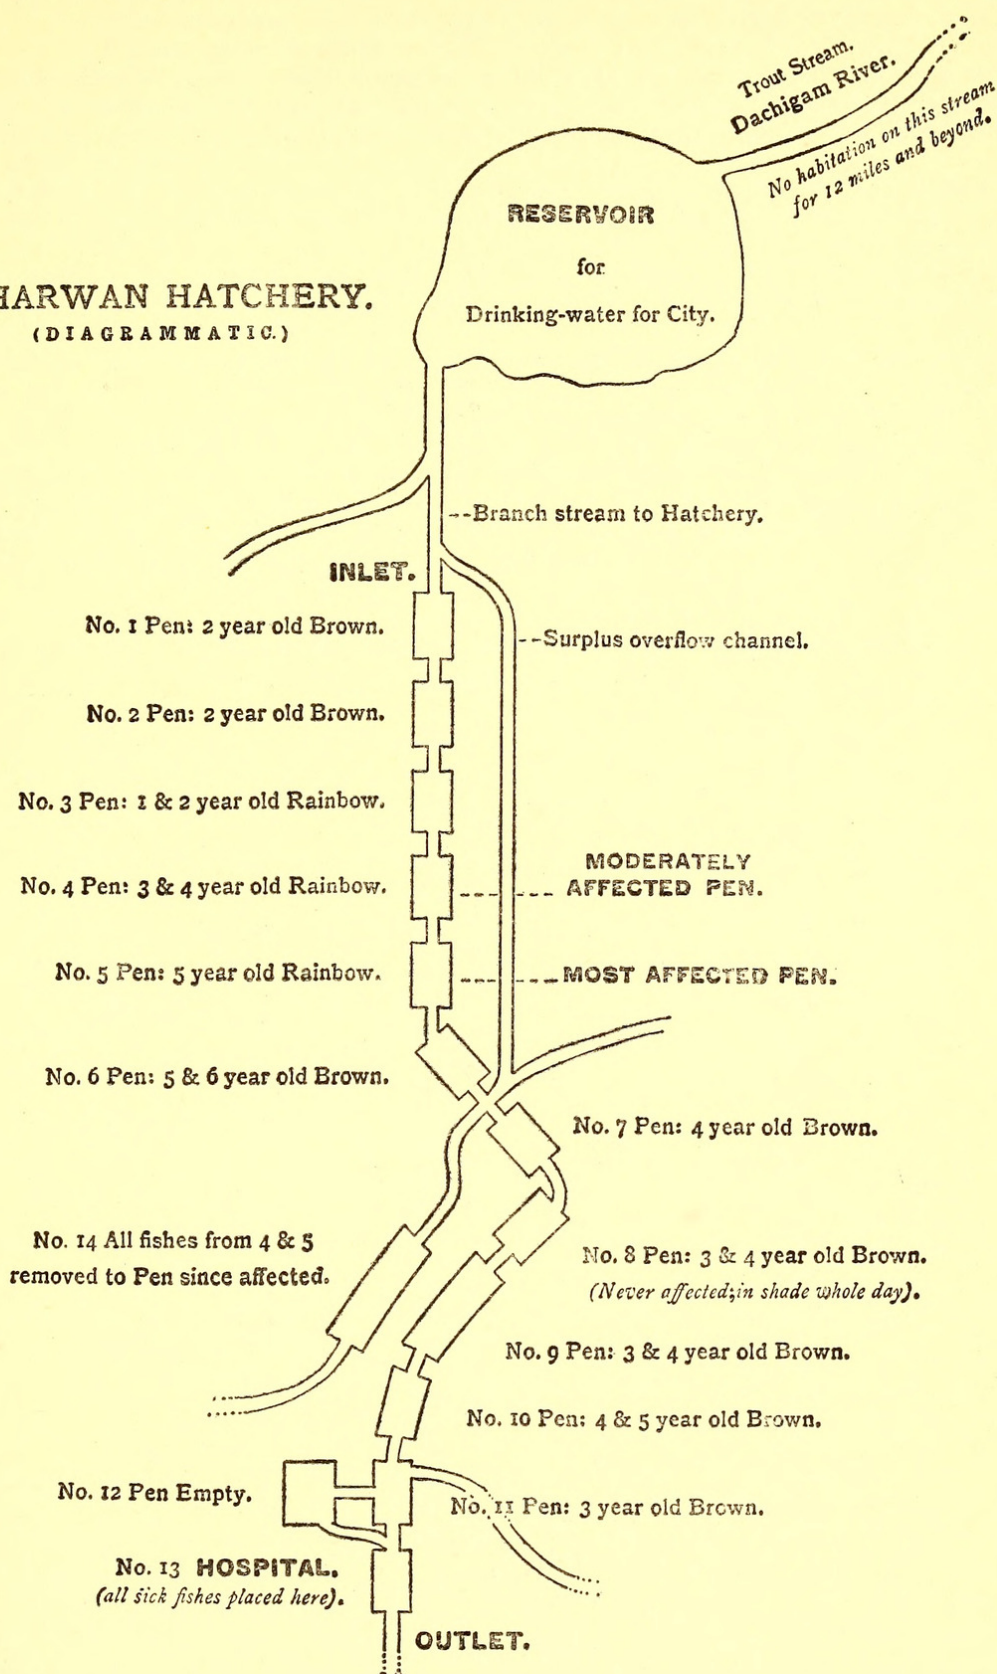 Trout Stream.
Dachigam River.
No habitation on this stream
for 12 miles and beyond.
RESERVOIR
for
Drinking-water for City.
HARWAN HATCHERY.
(DIAGRAMMATIC.)
Branch stream to Hatchery.
INLET.
No. 1 Pen: 2 year old Brown.
Surplus overflow channel.
No. 2 Pen: 2 year old Brown.
No. 3 Pen: 1 & 2 year old Rainbow.
MODERATELY
AFFECTED PEN.
No. 4 Pen: 3 & 4 year old Rainbow.
No. 5 Pen: 5 year old Rainbow.
MOST AFFECTED PEN.
No. 6 Pen: 5 & 6 year old Brown.
No. 7 Pen: 4 year old Brown.
No. 14 All fishes from 4 & 5
removed to Pen since affected.
No. 8 Pen: 3 & 4 year old Brown.
(Never affected; in shade whole day).
No. 9 Pen: 3 & 4 year old Brown.
No. 10 Pen: 4 & 5 year old Brown.
No. 12 Pen Empty.
No. 11 Pen: 3 year old Brown.
No. 13 HOSPITAL.
(all sick fishes placed here).
OUTLET.